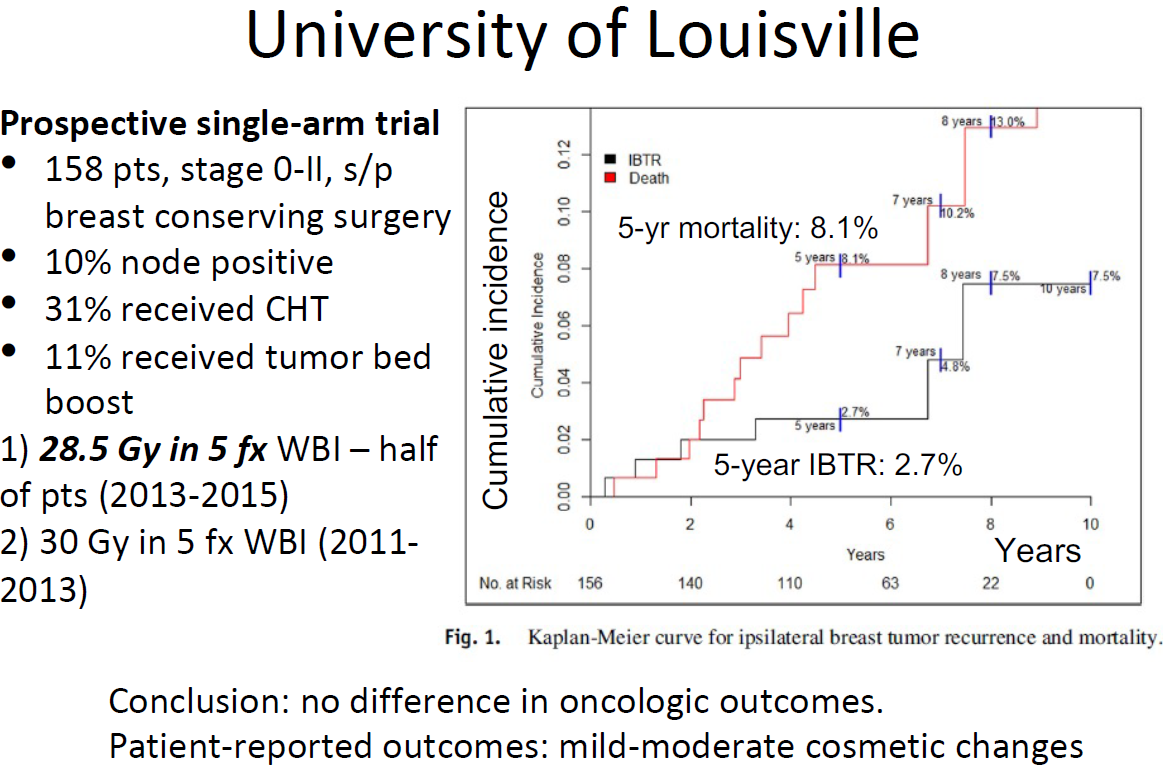 University of Louisville
Prospective single-arm trial
• 158 pts, stage 0-II, s/p
breast conserving surgery
• 10% node positive
• 31% received CHT
• 11% received tumor bed
boost
1) 28.5 Gy in 5 fx WBI – half
of pts (2013-2015)
2) 30 Gy in 5 fx WBI (2011-
2013)
Cumulative incidence
Cumulative Incidence
0.12
0.10
0.08
0.06
0.04
0.02
0.00
IBTR
Death
5-yr mortality: 8.1%
8 years 13.0%
7 years
10.2%
5 years 8.1%
8 years 7.5%
7.5%
10 years
7 years
4.8%
2.7%
5 years
5-year IBTR: 2.7%
0 2 4 6 8 10
Years
Years
No. at Risk 156 140 110 63 22 0
Fig. 1. Kaplan-Meier curve for ipsilateral breast tumor recurrence and mortality.
Conclusion: no difference in oncologic outcomes.
Patient-reported outcomes: mild-moderate cosmetic changes